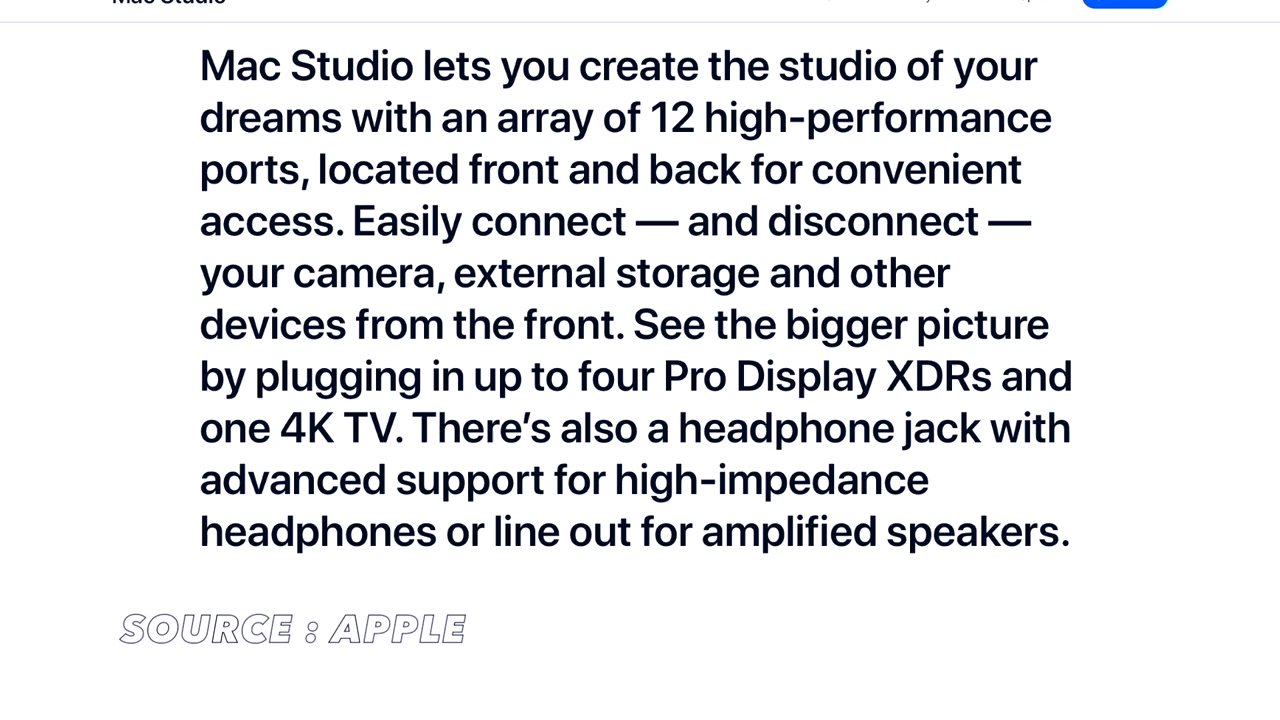 Mac Studio
Mac Studio lets you create the studio of your
dreams with an array of 12 high-performance
ports, located front and back for convenient
access. Easily connect — and disconnect —
your camera, external storage and other
devices from the front. See the bigger picture
by plugging in up to four Pro Display XDRs and
one 4K TV. There’s also a headphone jack with
advanced support for high-impedance
headphones or line out for amplified speakers.
SOURCE : APPLE